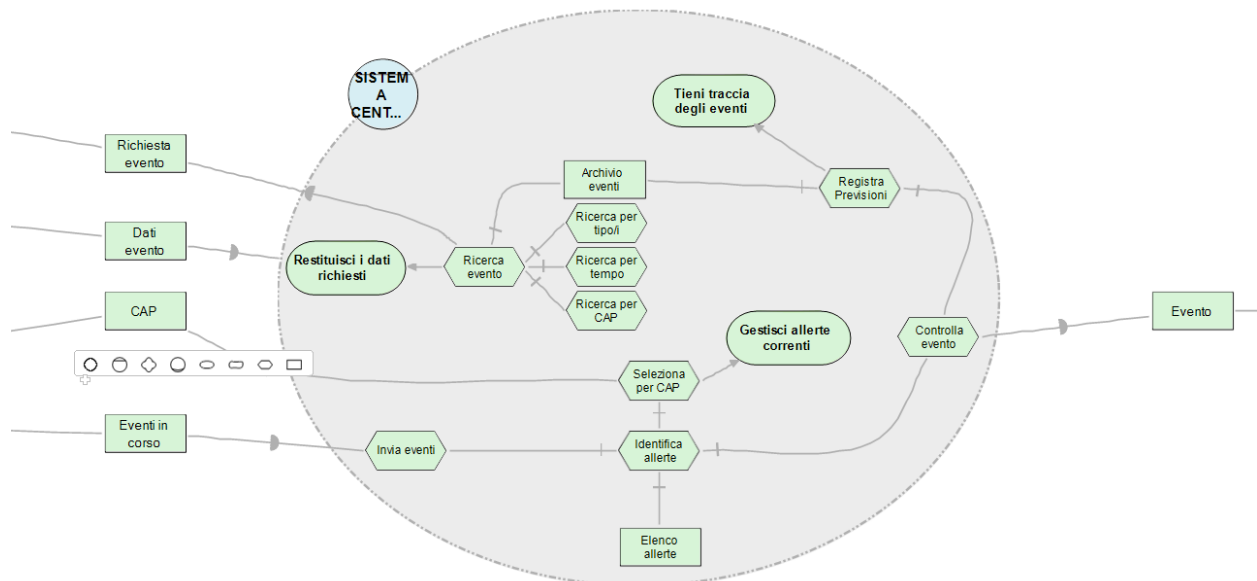 SISTEM
A
CENT...
Tieni traccia
degli eventi
Richiesta
evento
Archivio
eventi
Registra
Previsioni
Ricerca per
tipo/i
Dati
evento
Restituisci i dati
richiesti
Ricerca
evento
Ricerca per
tempo
Ricerca per
CAP
CAP
Evento
Controlla
evento
Gestisci allerte
correnti
Seleziona
per CAP
Eventi in
corso
Invia eventi
Identifica
allerte
Elenco
allerte